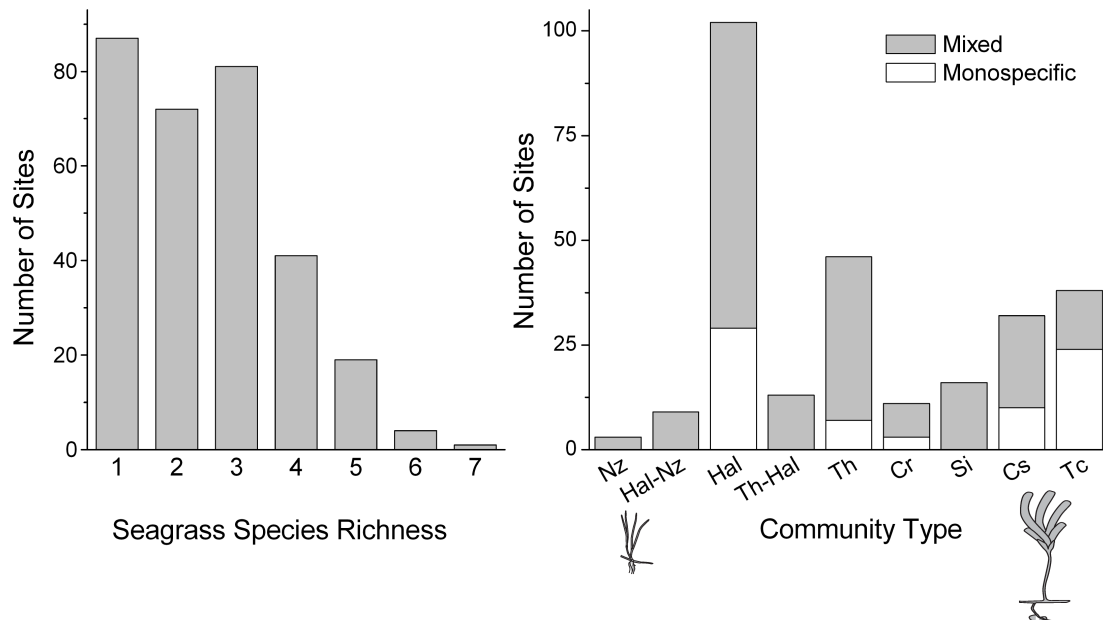 Number of Sites
80
60
40
20
0
1 2 3 4 5 6 7
Seagrass Species Richness
Number of Sites
100
75
50
25
0
Mixed
Monospecific
Nz Hal-Nz Hal Th-Hal Th Cr Si Cs Tc
Community Type